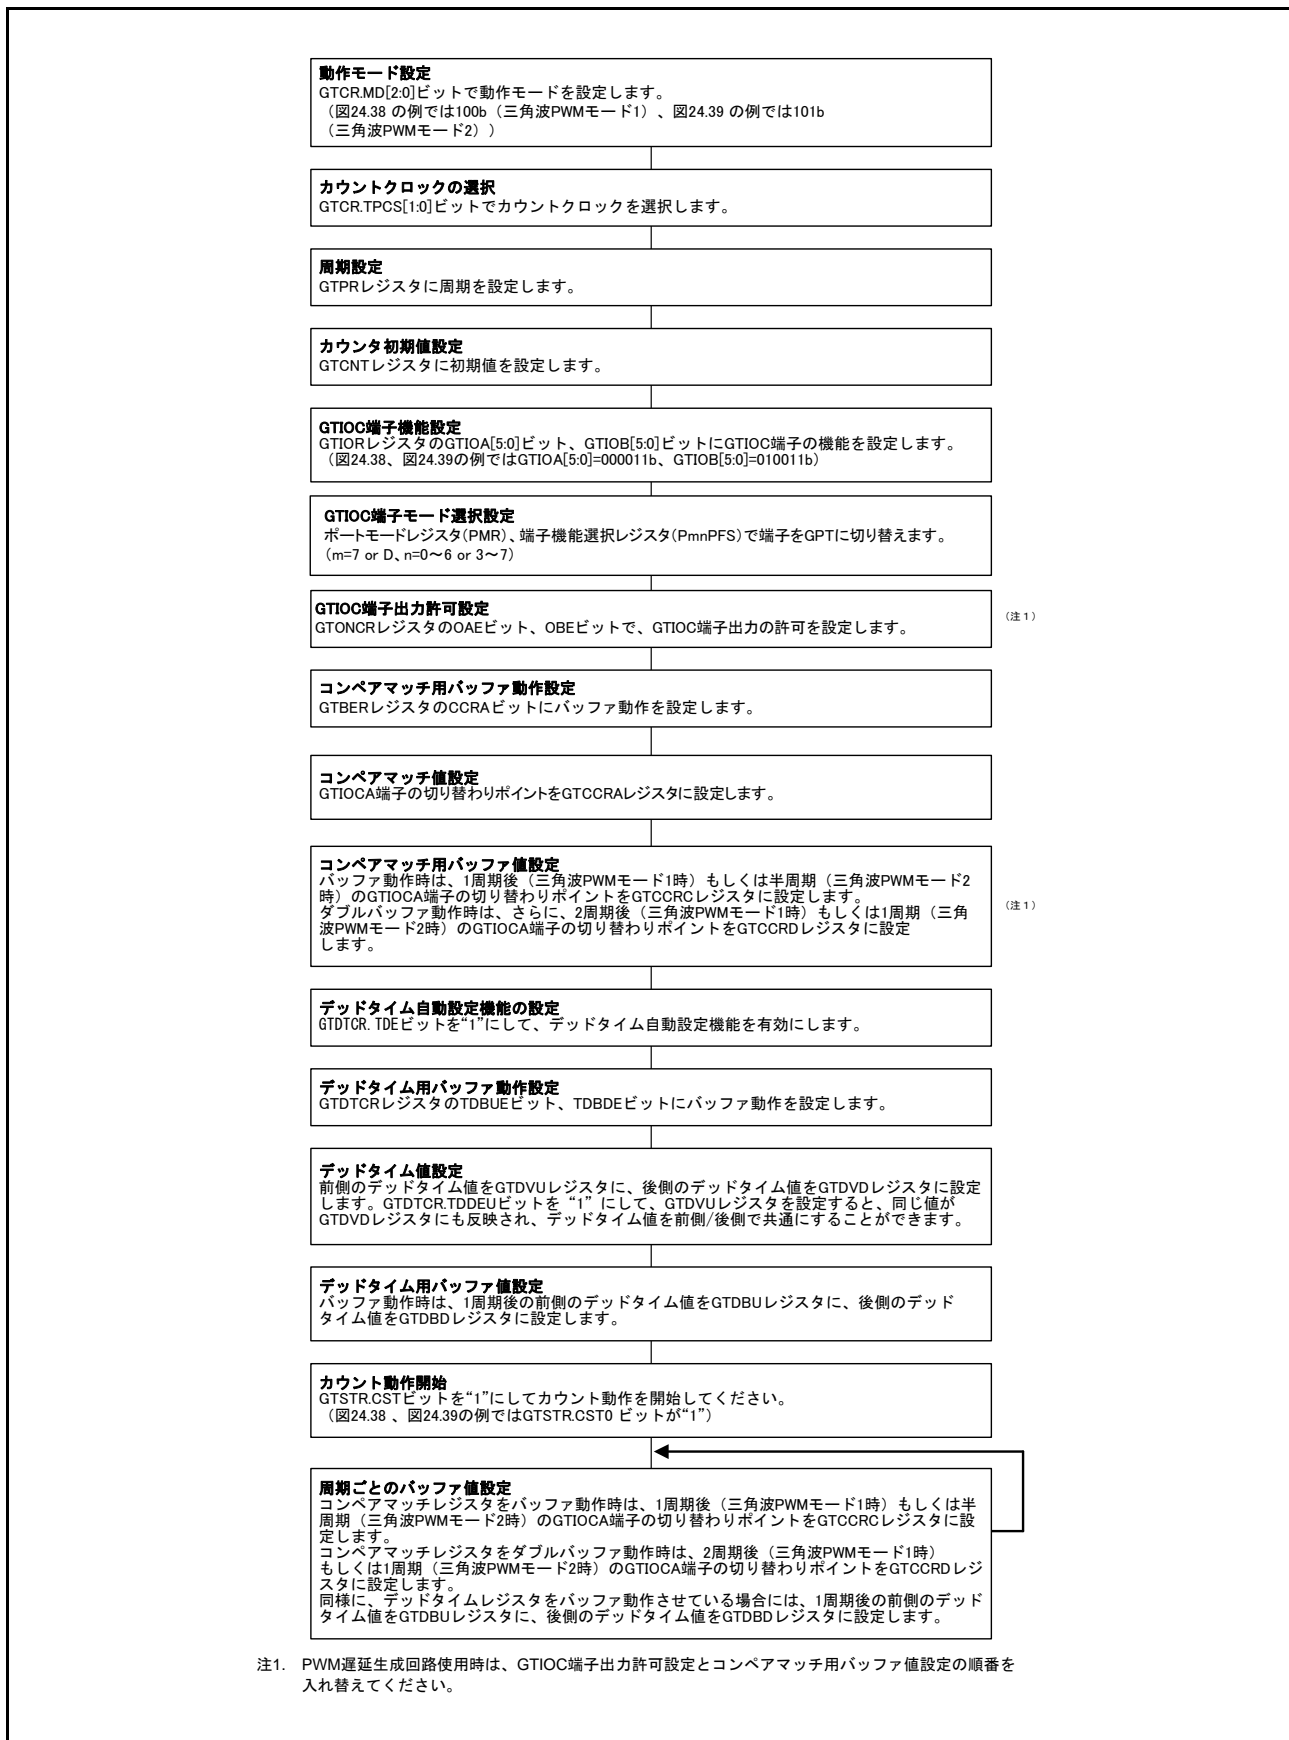 動作モード設定
GTCR.MD[2:0]ビットで動作モードを設定します。
（図24.38 の例では100b（三角波PWMモード1）、図24.39 の例では101b
（三角波PWMモード2））
カウントクロックの選択
GTCR.TPCS[1:0]ビットでカウントクロックを選択します。
周期設定
GTPRレジスタに周期を設定します。
カウンタ初期値設定
GTCNTレジスタに初期値を設定します。
GTIOC端子機能設定
GTIORレジスタのGTIOA[5:0]ビット、GTIOB[5:0]ビットにGTIOC端子の機能を設定します。
（図24.38、図24.39の例ではGTIOA[5:0]=000011b、GTIOB[5:0]=010011b）
GTIOC端子モード選択設定
ポートモードレジスタ(PMR)、端子機能選択レジスタ(PmnPFS)で端子をGPTに切り替えます。
(m=7 or D、n=0～6 or 3～7)
GTIOC端子出力許可設定
GTONCRレジスタのOAEビット、OBEビットで、GTIOC端子出力の許可を設定します。
（注１）
コンペアマッチ用バッファ動作設定
GTBERレジスタのCCRAビットにバッファ動作を設定します。
コンペアマッチ値設定
GTIOCA端子の切り替わりポイントをGTCCRAレジスタに設定します。
コンペアマッチ用バッファ値設定
バッファ動作時は、1周期後（三角波PWMモード1時）もしくは半周期（三角波PWMモード2
時）のGTIOCA端子の切り替わりポイントをGTCCRCレジスタに設定します。
ダブルバッファ動作時は、さらに、2周期後（三角波PWMモード1時）もしくは1周期（三角
波PWMモード2時）のGTIOCA端子の切り替わりポイントをGTCCRDレジスタに設定
します。
（注１）
デッドタイム自動設定機能の設定
GTDTCR. TDEビットを“1”にして、デッドタイム自動設定機能を有効にします。
デッドタイム用バッファ動作設定
GTDTCRレジスタのTDBUEビット、TDBDEビットにバッファ動作を設定します。
デッドタイム値設定
前側のデッドタイム値をGTDVUレジスタに、後側のデッドタイム値をGTDVDレジスタに設定
します。GTDTCR.TDDEUビットを “1” にして、GTDVUレジスタを設定すると、同じ値が
GTDVDレジスタにも反映され、デッドタイム値を前側/後側で共通にすることができます。
デッドタイム用バッファ値設定
バッファ動作時は、1周期後の前側のデッドタイム値をGTDBUレジスタに、後側のデッド
タイム値をGTDBDレジスタに設定します。
カウント動作開始
GTSTR.CSTビットを“1”にしてカウント動作を開始してください。
（図24.38 、図24.39の例ではGTSTR.CST0 ビットが“1”）
周期ごとのバッファ値設定
コンペアマッチレジスタをバッファ動作時は、1周期後（三角波PWMモード1時）もしくは半
周期（三角波PWMモード2時）のGTIOCA端子の切り替わりポイントをGTCCRCレジスタに設
定します。
コンペアマッチレジスタをダブルバッファ動作時は、2周期後（三角波PWMモード1時）
もしくは1周期（三角波PWMモード2時）のGTIOCA端子の切り替わりポイントをGTCCRDレジ
スタに設定します。
同様に、デッドタイムレジスタをバッファ動作させている場合には、1周期後の前側のデッド
タイム値をGTDBUレジスタに、後側のデッドタイム値をGTDBDレジスタに設定します。
注1. PWM遅延生成回路使用時は、GTIOC端子出力許可設定とコンペアマッチ用バッファ値設定の順番を
入れ替えてください。